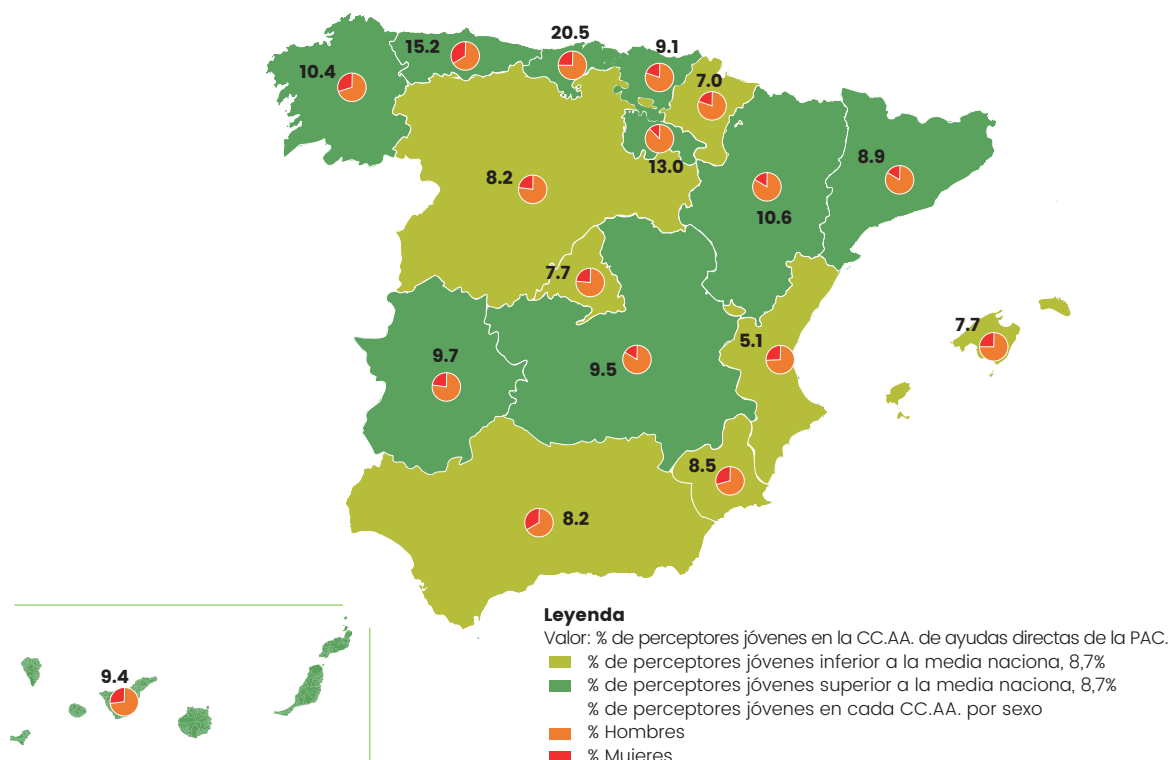 20.5
15.2
9.1
10.4
7.0
8.9
13.0
8.2
10.6
7.7
7.7
5.1
9.7
9.5
8.5
8.2
9.4
Leyenda
Valor: % de perceptores jóvenes en la CC.AA. de ayudas directas de la PAC.
% de perceptores jóvenes inferior a la media naciona, 8,7%
% de perceptores jóvenes superior a la media naciona, 8,7%
% de perceptores jóvenes en cada CC.AA. por sexo
% Hombres
% Mujeres